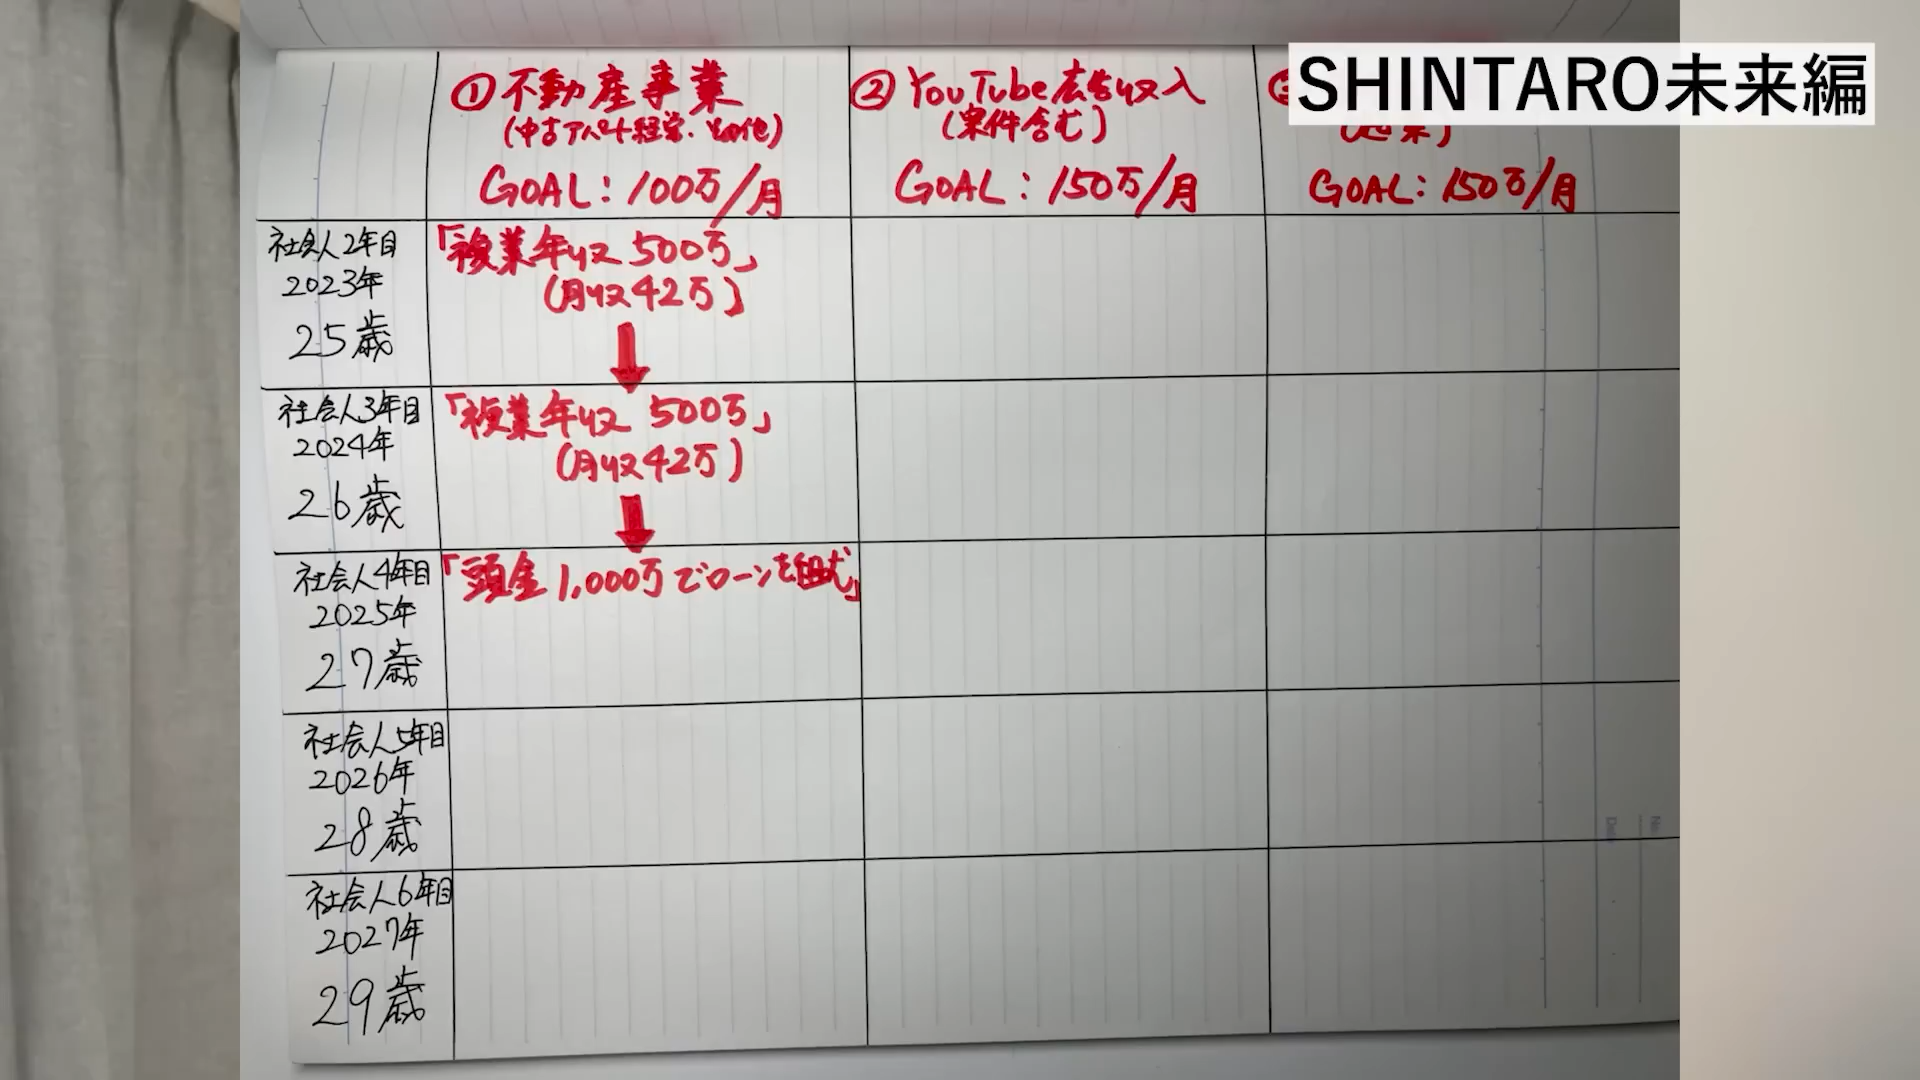 SHINTARO未来編
①不動産事業
(中古アパート経営、その他)
GOAL:100万/月
②YouTube広告収入
(案件含む)
GOAL:150万/月
(起業)
GOAL:150万/月
社会人2年目
2023年
25歳
「複業年収500万」
(月収42万)
社会人3年目
2024年
26歳
「複業年収500万」
(月収42万)
社会人4年目
2025年
27歳
「頭金1,000万でローンを組む」
社会人5年目
2026年
28歳
社会人6年目
2027年
29歳